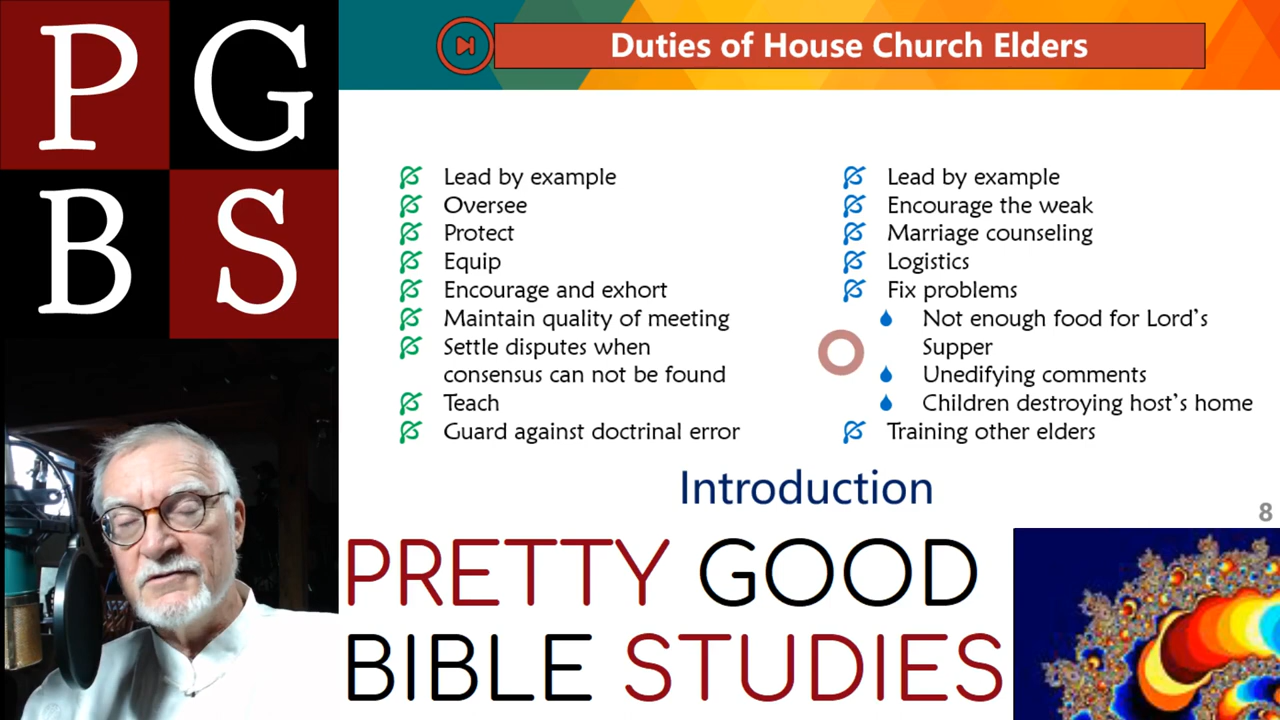 P G
B S
Duties of House Church Elders
Lead by example
Oversee
Protect
Equip
Encourage and exhort
Maintain quality of meeting
Settle disputes when
consensus can not be found
Teach
Guard against doctrinal error
Lead by example
Encourage the weak
Marriage counseling
Logistics
Fix problems
Not enough food for Lord's
Supper
Unedifying comments
Children destroying host's home
Training other elders
Introduction
8
PRETTY GOOD
BIBLE STUDIES